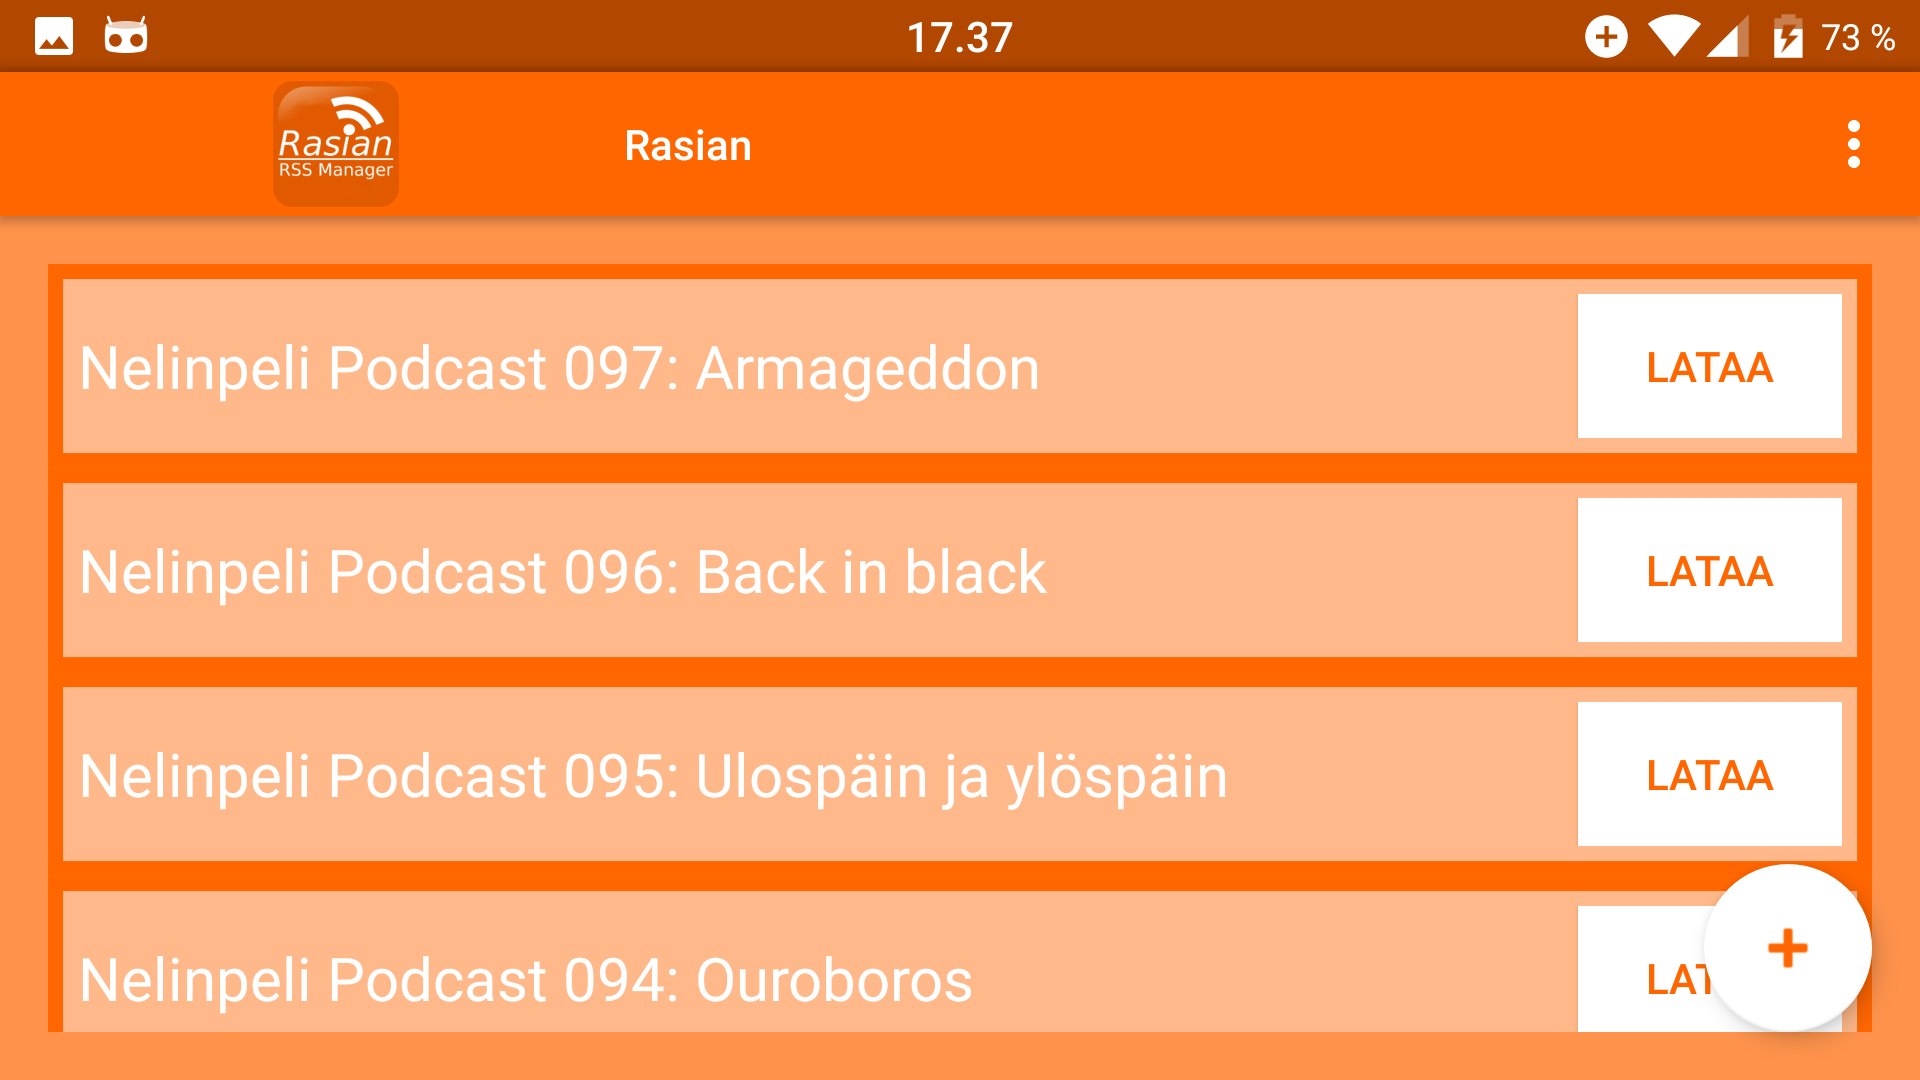 17.37
73 %
Rasian
RSS Manager
Rasian
Nelinpeli Podcast 097: Armageddon
LATAA
Nelinpeli Podcast 096: Back in black
LATAA
Nelinpeli Podcast 095: Ulospäin ja ylöspäin
LATAA
Nelinpeli Podcast 094: Ouroboros
LAT